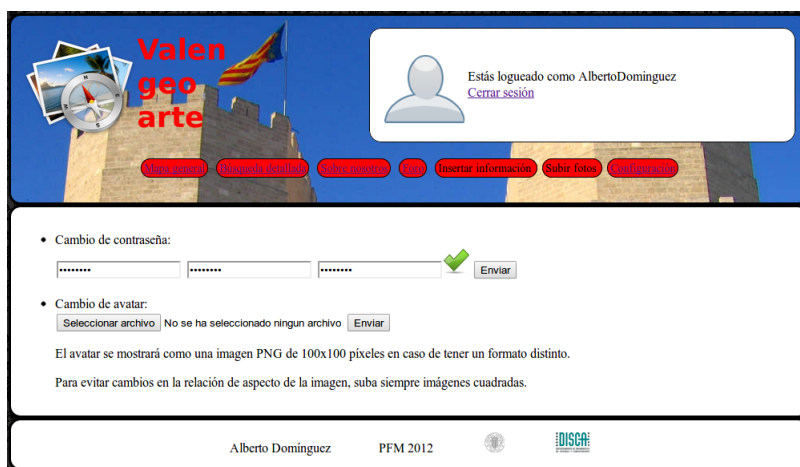 Valen
geo
arte
Estás logueado como AlbertoDominguez
Cerrar sesión
Mapa general Busqueda detallada Sobre nosotros Foro Insertar información Subir fotos Configuración
Cambio de contraseña:
Enviar
Cambio de avatar:
Seleccionar archivo No se ha seleccionado ningun archivo Enviar
El avatar se mostrará como una imagen PNG de 100x100 píxeles en caso de tener un formato distinto.
Para evitar cambios en la relación de aspecto de la imagen, suba siempre imágenes cuadradas.
Alberto Domínguez PFM 2012 DISCA